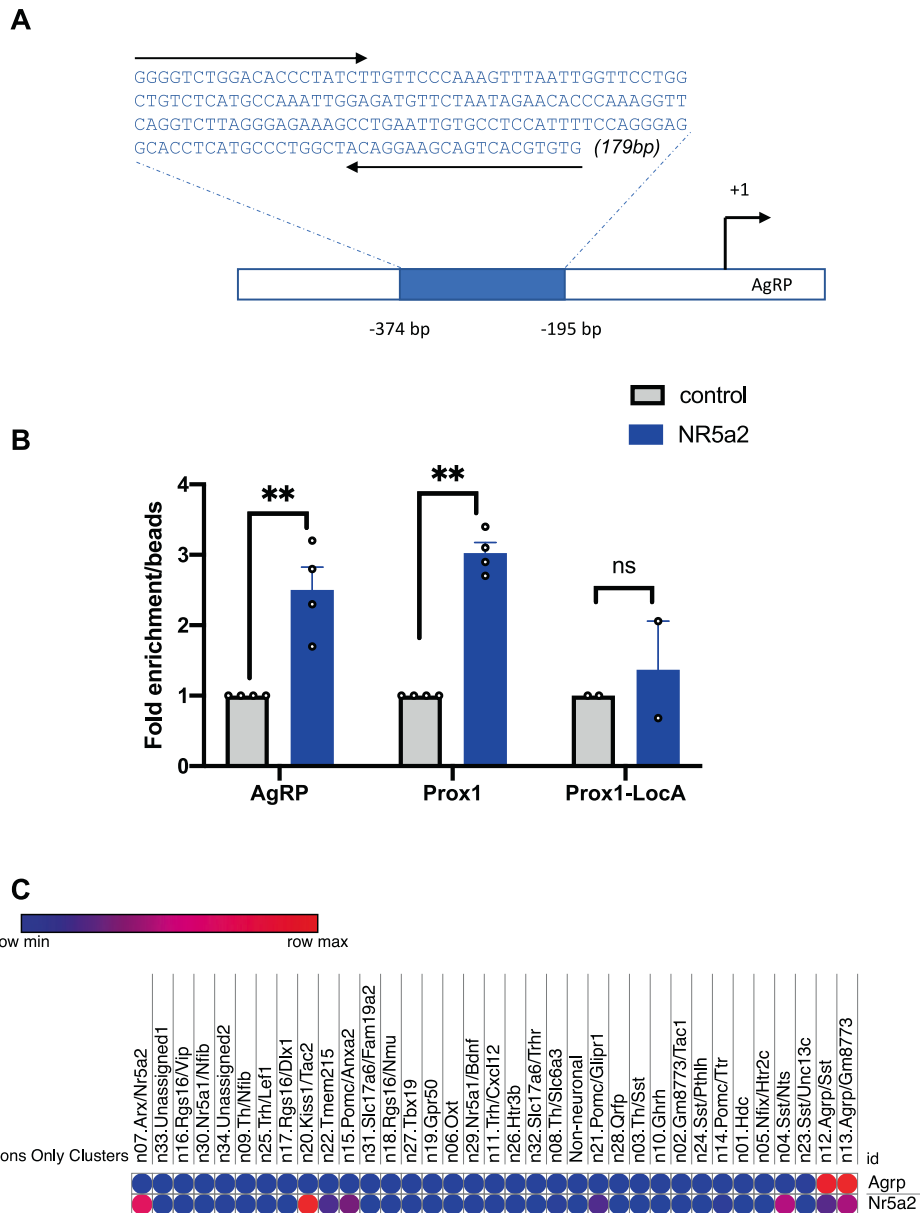 A
GGGGTCTGGACACCCTATCTTGTTCCCAAAGTTTAATTGGTTCCTGG
CTGTCTCATGCCAAATTGGAGATGTTCTAATAGAACACCCAAAGGTT
CAGGTCTTAGGGAGAAAGCCTGAATTGTGCCTCCATTTTCCAGGGAG
GCACCTCATGCCCTGGCTACAGGAAGCAGTCACGTGTG (179bp)
+1
AgRP
-374 bp
-195 bp
control
NR5a2
B
Fold enrichment/beads
4
3
2
1
0
**
**
ns
AgRP
Prox1
Prox1-LocA
C
ow min
row max
ons Only Clusters
n07.Arx/Nr5a2
n33.Unassigned1
n16.Rgs16/Vip
n30.Nr5a1/Nfib
n34.Unassigned2
n09.Th/Nfib
n25.Trh/Lef1
n17.Rgs16/Dlx1
n20.Kiss1/Tac2
n22.Tmem215
n15.Pomc/Anxa2
n31.Slc17a6/Fam19a2
n18.Rgs16/Nmu
n27.Tbx19
n19.Gpr50
n06.Oxt
n29.Nr5a1/Bdnf
n11.Trh/Cxcl12
n26.Htr3b
n32.Slc17a6/Trhr
n08.Th/Slc6a3
Non-neuronal
n21.Pomc/Glipr1
n28.Qrfp
n03.Th/Sst
n10.Ghrh
n02.Gm8773/Tac1
n24.Sst/Pthlh
n14.Pomc/Ttr
n01.Hdc
n05.Nfix/Htr2c
n04.Sst/Nts
n23.Sst/Unc13c
n12.Agrp/Sst
n13.Agrp/Gm8773
id
Agrp
Nr5a2